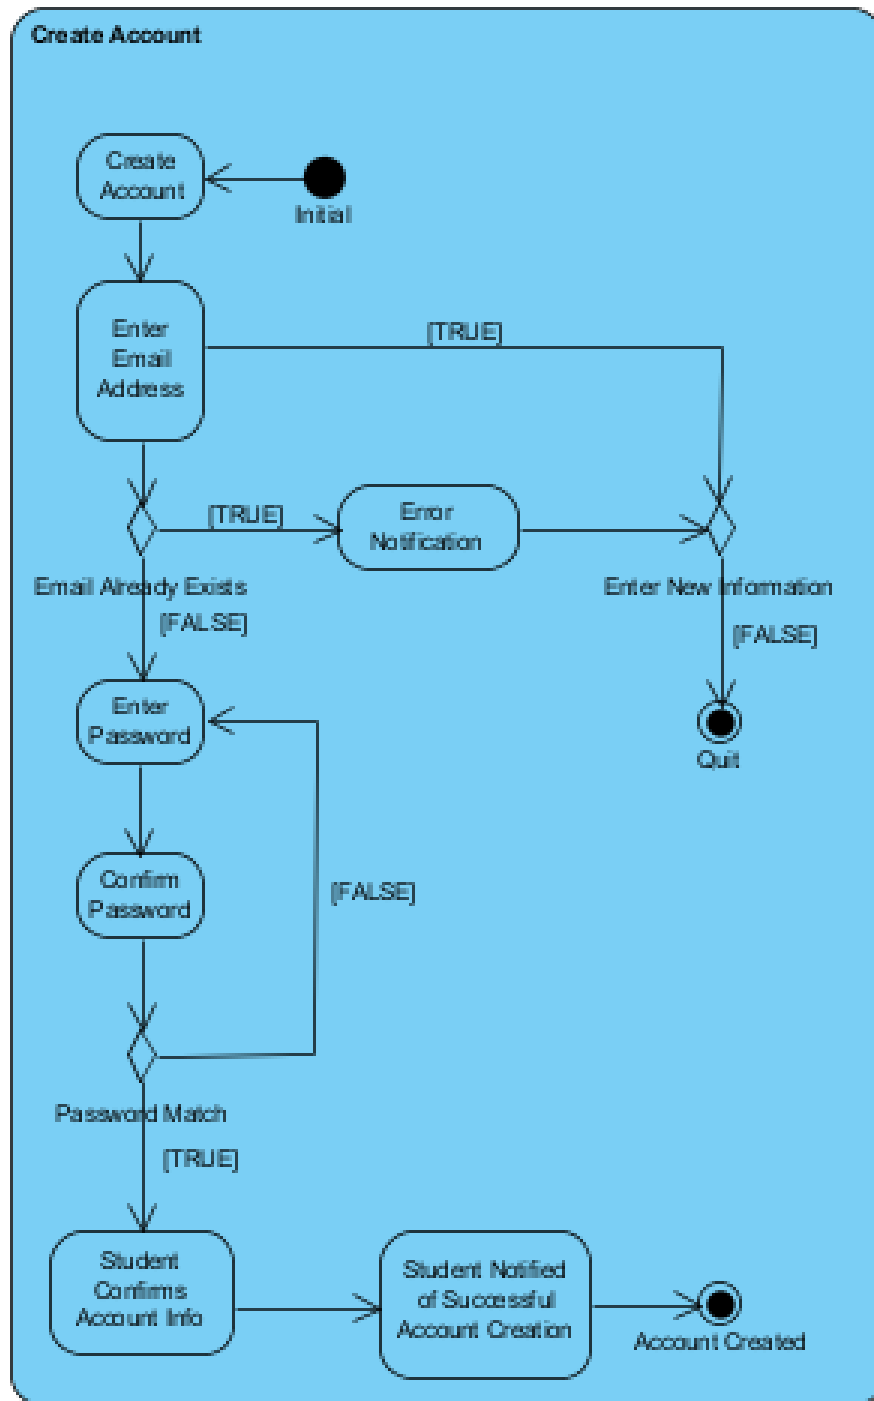 Create Account
Create
Account
Initial
Enter
Email
Address
[TRUE]
[TRUE]
Error
Notification
Email Already Exists
Enter New Information
[FALSE]
[FALSE]
Enter
Password
Quit
Confirm
Password
[FALSE]
Password Match
[TRUE]
Student
Confirms
Account Info
Student Notified
of Successful
Account Creation
Account Created